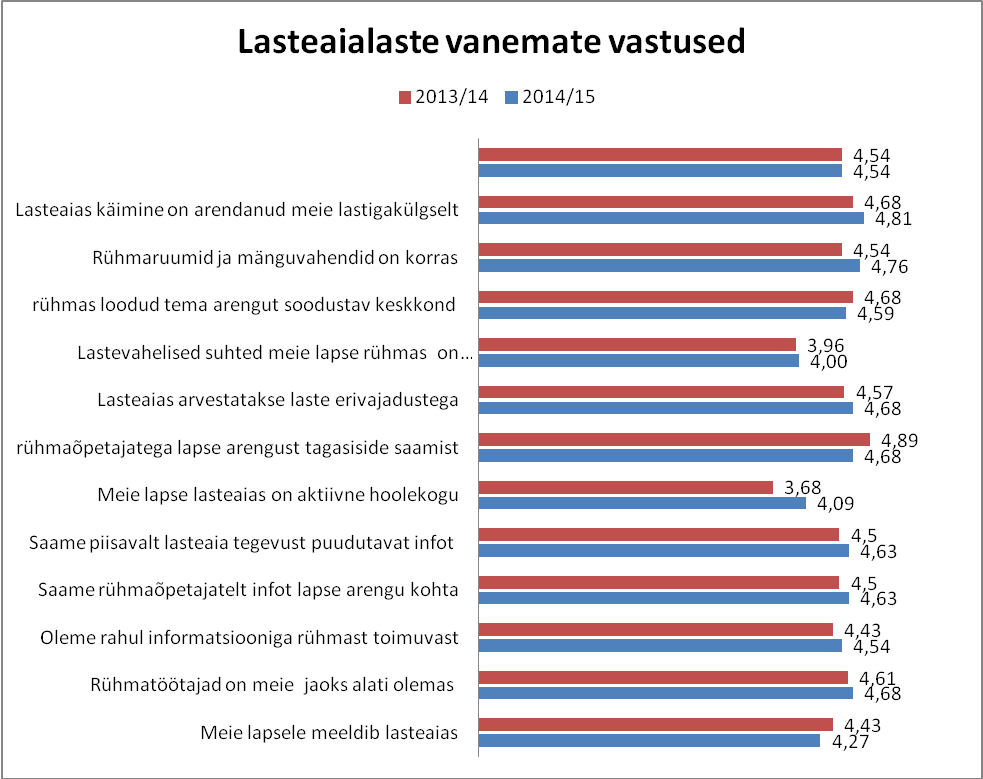 Lasteaialaste vanemate vastused
2013/14 2014/15
4,54
4,54
Lasteaias käimine on arendanud meie lastigakülgselt 4,68
4,81
Rühmaruumid ja mänguvahendid on korras 4,54
4,76
rühmas loodud tema arengut soodustav keskkond 4,68
4,59
Lastevahelised suhted meie lapse rühmas on... 3,96
4,00
Lasteaias arvestatakse laste erivajadustega 4,57
4,68
rühmaõpetajatega lapse arengust tagasiside saamist 4,89
4,68
Meie lapse lasteaias on aktiivne hoolekogu 3,68
4,09
Saame piisavalt lasteaia tegevust puudutavat infot 4,5
4,63
Saame rühmaõpetajatelt infot lapse arengu kohta 4,5
4,63
Oleme rahul informatsiooniga rühmast toimuvast 4,43
4,54
Rühmatöötajad on meie jaoks alati olemas 4,61
4,68
Meie lapsele meeldib lasteaias 4,43
4,27